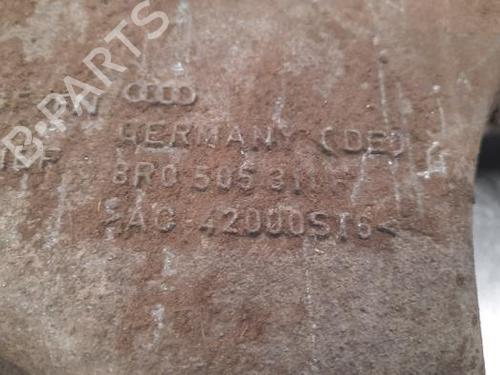 B-PARTS
GERMANY (DE)
8R0 505 311
>AC-42000ST6<